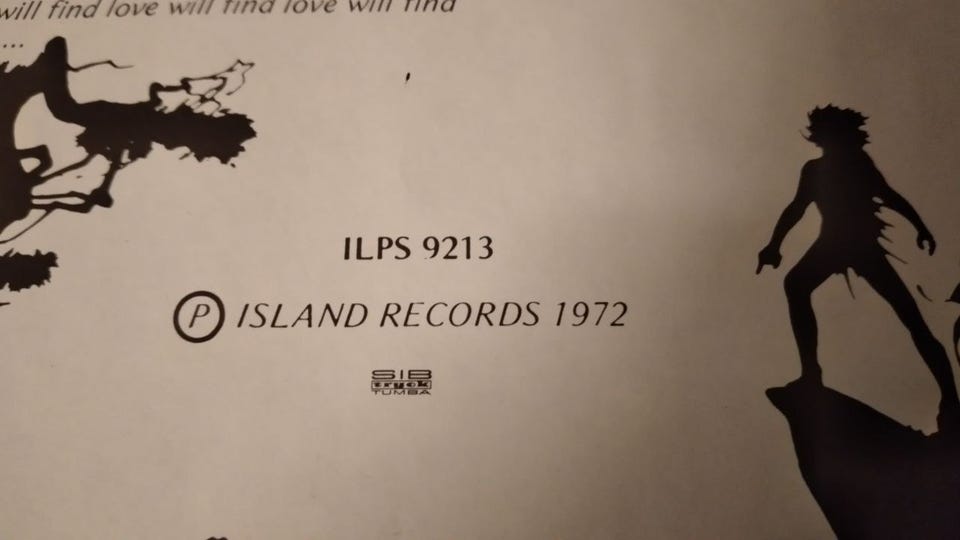 will find love will find love will find
...
ILPS 9213
Ⓟ ISLAND RECORDS 1972
SIB
tryck
TUMBA